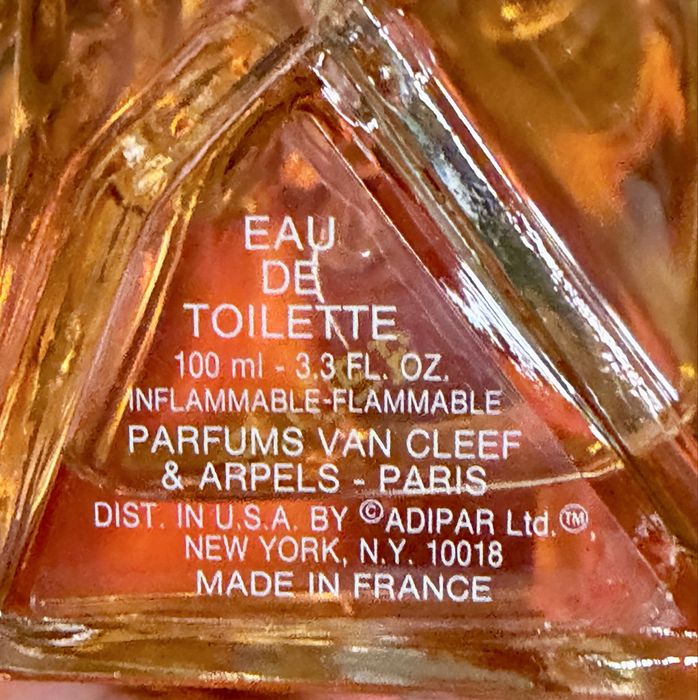 EAU
DE
TOILETTE
100 ml - 3.3 FL. OZ.
INFLAMMABLE-FLAMMABLE
PARFUMS VAN CLEEF
& ARPELS - PARIS
DIST. IN U.S.A. BY ©ADIPAR Ltd.™
NEW YORK, N.Y. 10018
MADE IN FRANCE